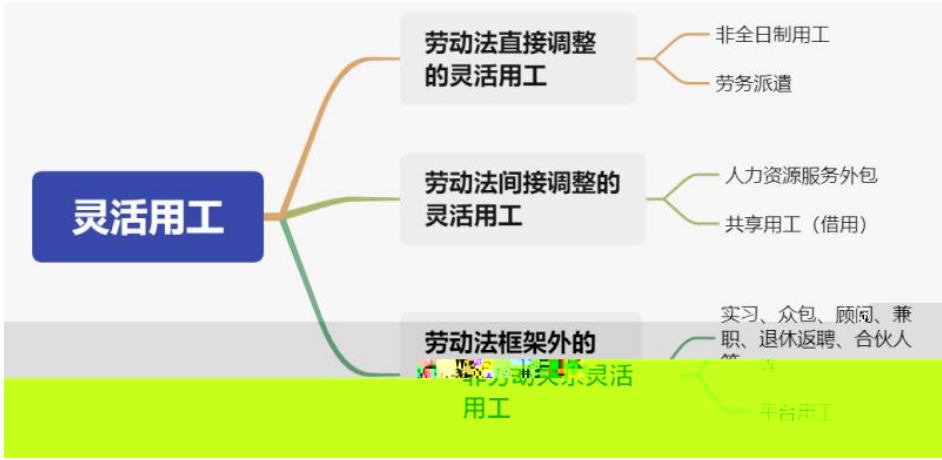 灵活用工
劳动法直接调整
的灵活用工
非全日制用工
劳务派遣
劳动法间接调整的
灵活用工
人力资源服务外包
共享用工（借用）
劳动法框架外的
非劳动关系灵活
用工
实习、众包、顾问、兼
职、退休返聘、合伙人
等
平台用工